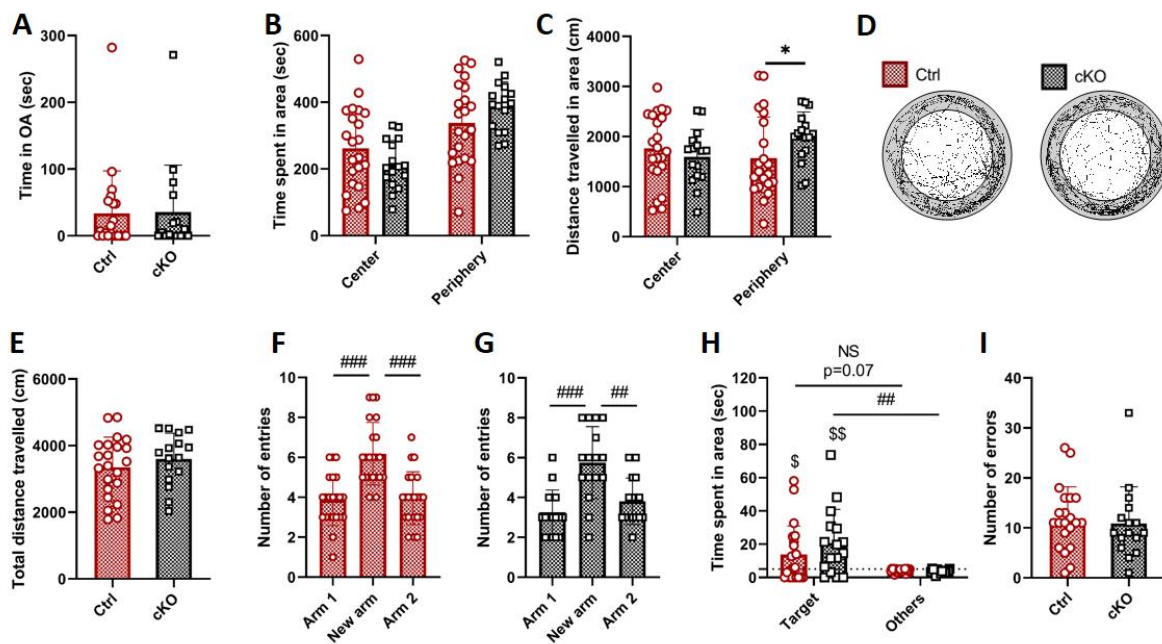 A
Time in OA (sec)
300
200
100
0
Ctrl
cKO
B
Time spent in area (sec)
600
400
200
0
Center
Periphery
C
Distance travelled in area (cm)
4000
3000
2000
1000
0
*
Center
Periphery
D
Ctrl
cKO
E
Total distance travelled (cm)
6000
4000
2000
0
Ctrl
cKO
F
Number of entries
10
8
6
4
2
0
### ###
Arm 1
New arm
Arm 2
G
Number of entries
10
8
6
4
2
0
### ##
Arm 1
New arm
Arm 2
H
Time spent in area (sec)
120
100
80
60
40
20
0
NS
p=0.07
##
$
$$
Target
Others
I
Number of errors
40
30
20
10
0
Ctrl
cKO